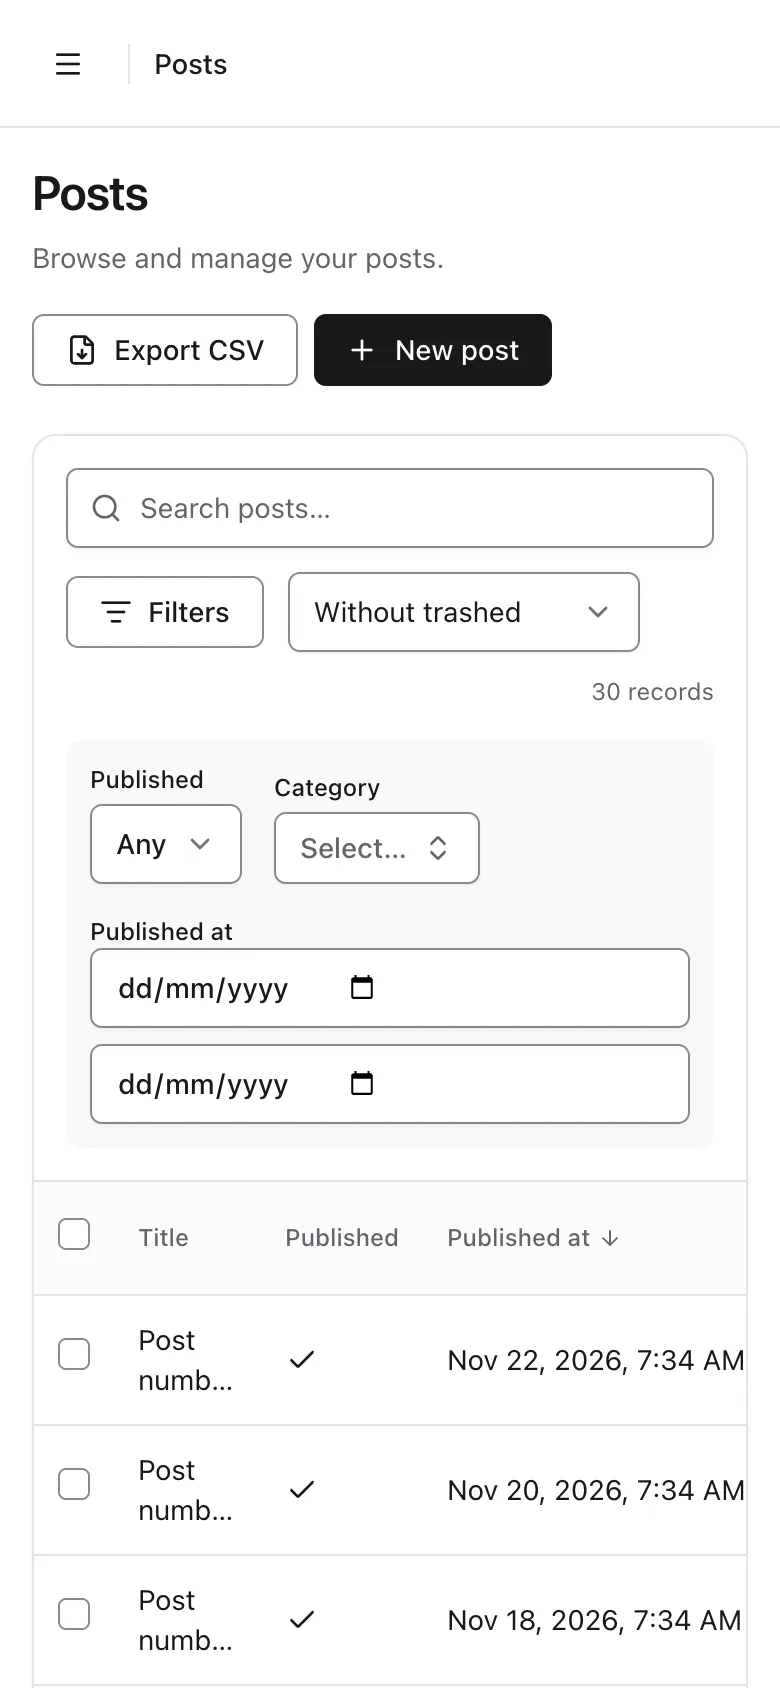 Posts
Posts
Browse and manage your posts.
Export CSV
New post
Search posts...
Filters
Without trashed
30 records
Published
Category
Any
Select...
Published at
dd/mm/yyyy
dd/mm/yyyy
Title
Published
Published at ↓
Post
numb...
Nov 22, 2026, 7:34 AM
Post
numb...
Nov 20, 2026, 7:34 AM
Post
numb...
Nov 18, 2026, 7:34 AM